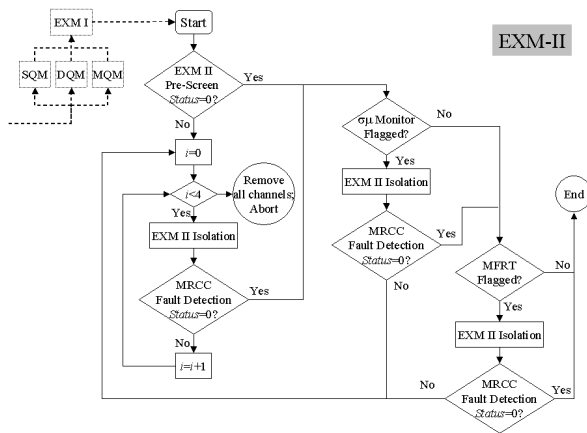 EXM I
Start
EXM-II
SQM
DQM
MQM
EXM II
Pre-Screen
Status=0?
Yes
No
σμ Monitor
Flagged?
No
Yes
i=0
EXM II Isolation
i<4
Remove
all channels;
Abort
End
Yes
EXM II Isolation
MRCC
Fault Detection
Status=0?
Yes
No
MFRT
Flagged?
No
Yes
MRCC
Fault Detection
Status=0?
Yes
No
i=i+1
EXM II Isolation
MRCC
Fault Detection
Status=0?
No
Yes